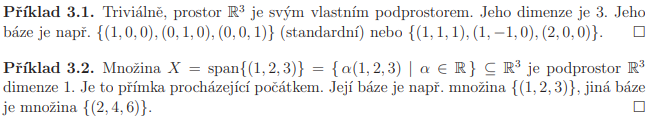 Příklad 3.1. Triviálně, prostor ℝ³ je svým vlastním podprostorem. Jeho dimenze je 3. Jeho
báze je např. {(1, 0, 0), (0, 1, 0), (0, 0, 1)} (standardní) nebo {(1, 1, 1), (1, −1, 0), (2, 0, 0)}. □
Příklad 3.2. Množina X = span{(1, 2, 3)} = { α(1, 2, 3) | α ∈ ℝ } ⊆ ℝ³ je podprostor ℝ³
dimenze 1. Je to přímka procházející počátkem. Její báze je např. množina {(1, 2, 3)}, jiná báze
je množina {(2, 4, 6)}. □